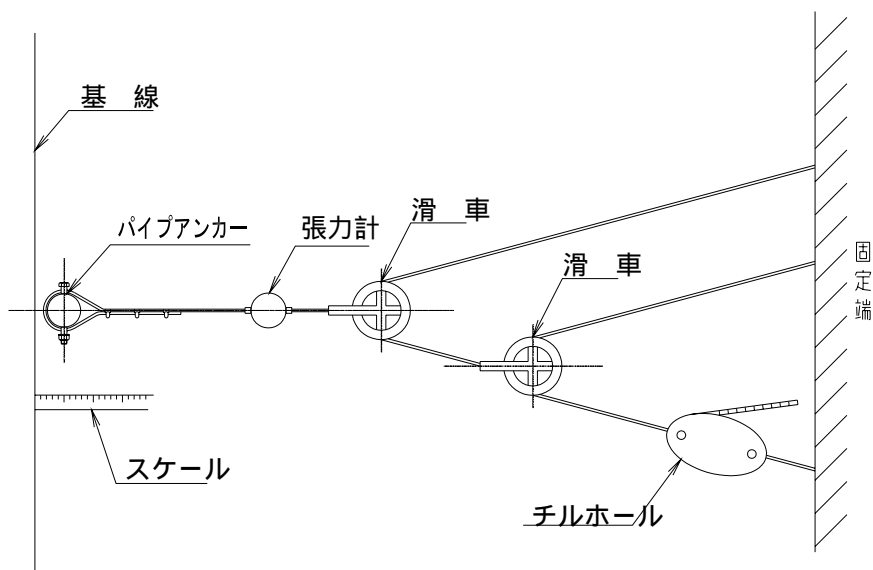 基　線
パイプアンカー
張力計
滑　車
滑　車
固定端
スケール
チルホール